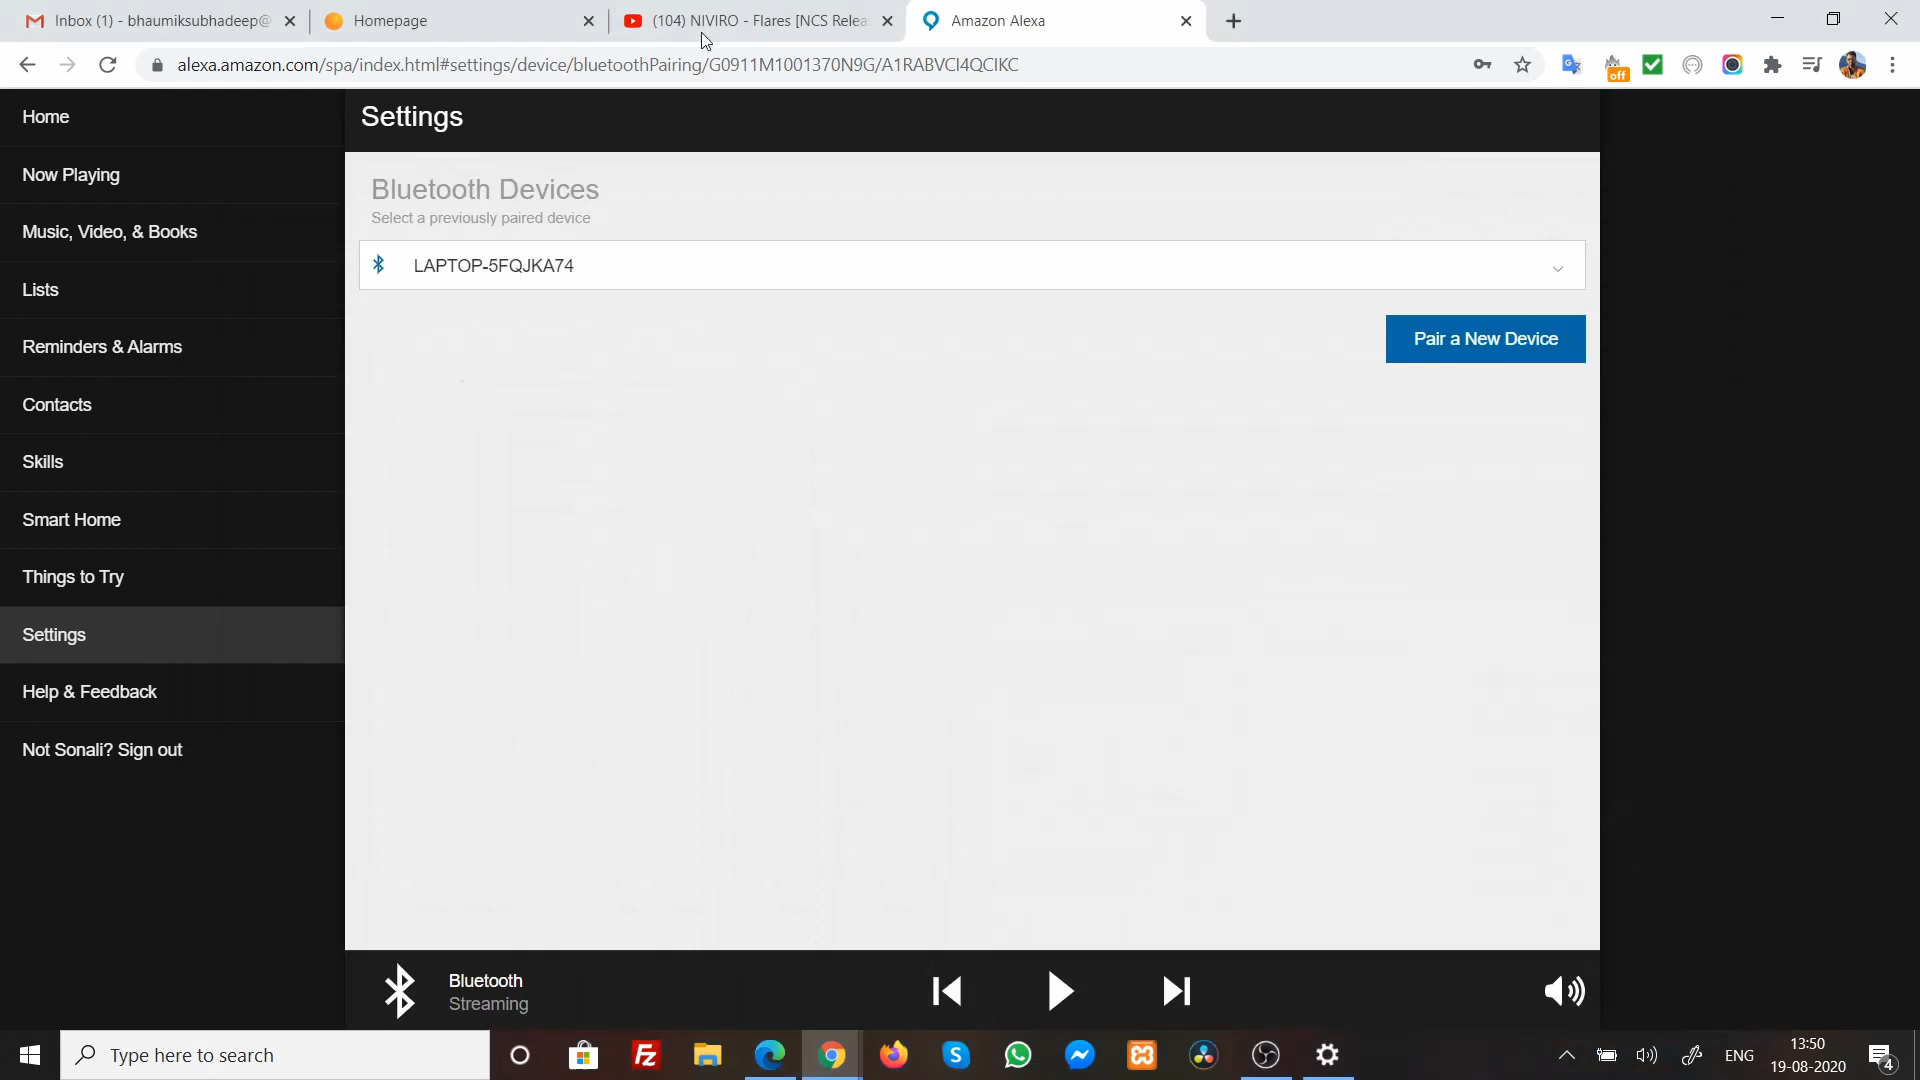 Inbox (1) - bhaumiksubhadeep@
Homepage
(104) NIVIRO - Flares [NCS Relea
Amazon Alexa
alexa.amazon.com/spa/index.html#settings/device/bluetoothPairing/G0911M1001370N9G/A1RABVCI4QCIKC
off
Home
Now Playing
Music, Video, & Books
Lists
Reminders & Alarms
Contacts
Skills
Smart Home
Things to Try
Settings
Help & Feedback
Not Sonali? Sign out
Settings
Bluetooth Devices
Select a previously paired device
LAPTOP-5FQJKA74
Pair a New Device
Bluetooth
Streaming
Type here to search
ENG
13:50
19-08-2020
4